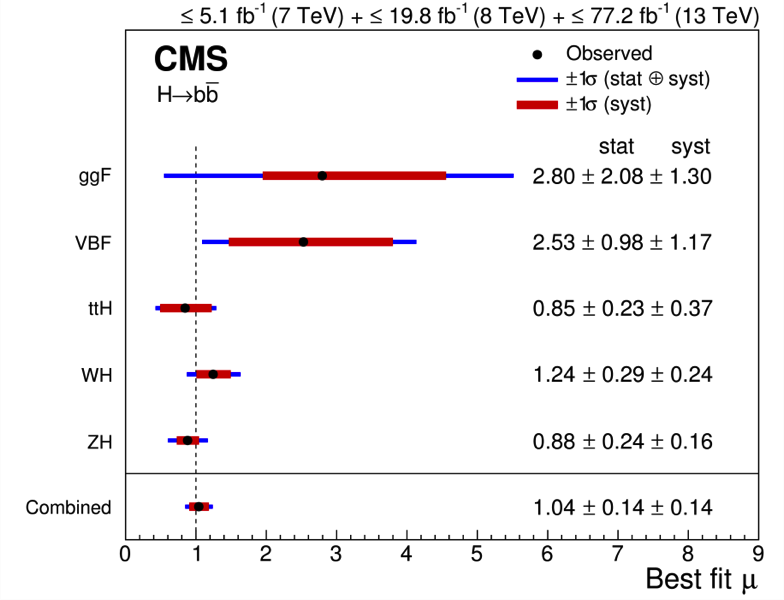 ≤ 5.1 fb⁻¹ (7 TeV) + ≤ 19.8 fb⁻¹ (8 TeV) + ≤ 77.2 fb⁻¹ (13 TeV)
CMS
H→bb̅
Observed
±1σ (stat ⊕ syst)
±1σ (syst)
stat syst
ggF 2.80 ± 2.08 ± 1.30
VBF 2.53 ± 0.98 ± 1.17
ttH 0.85 ± 0.23 ± 0.37
WH 1.24 ± 0.29 ± 0.24
ZH 0.88 ± 0.24 ± 0.16
Combined 1.04 ± 0.14 ± 0.14
0 1 2 3 4 5 6 7 8 9
Best fit μ